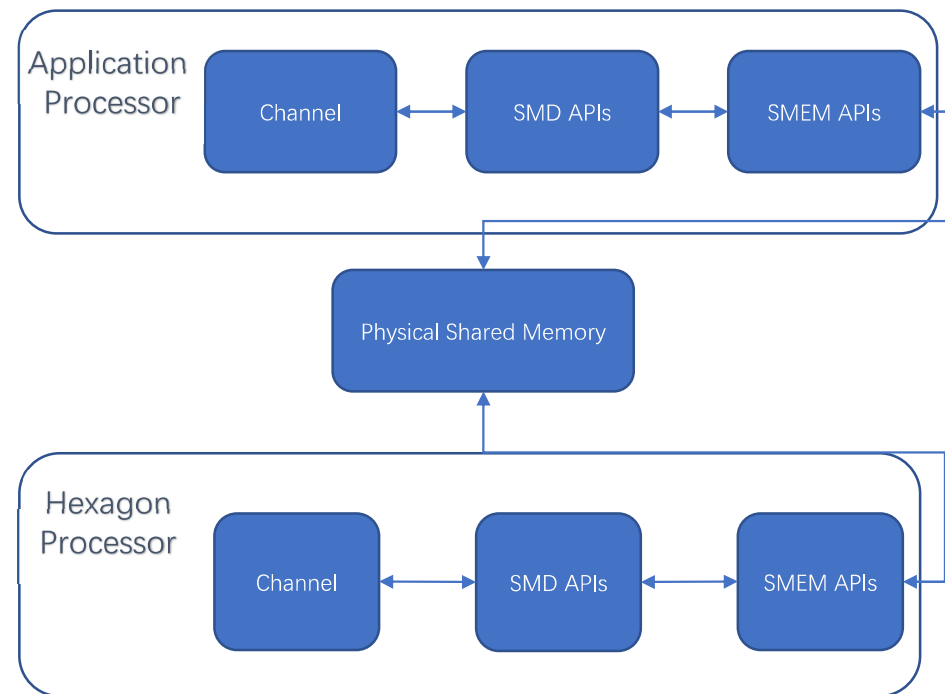 Application
Processor
Channel
SMD APIs
SMEM APIs
Physical Shared Memory
Hexagon
Processor
Channel
SMD APIs
SMEM APIs